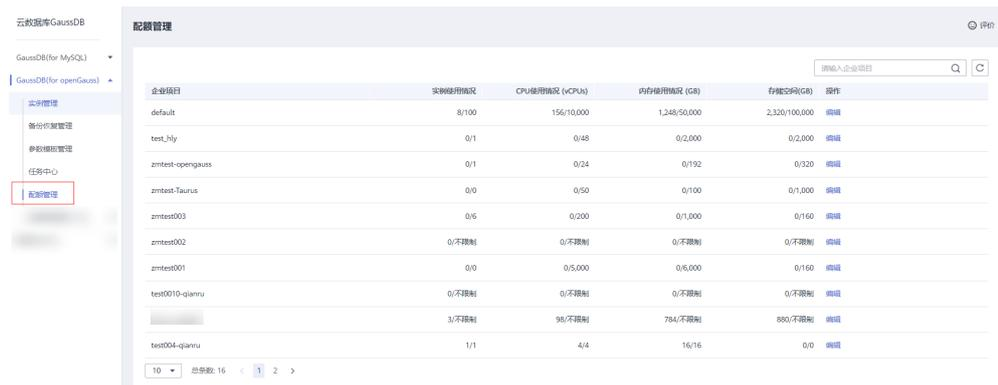 云数据库GaussDB
GaussDB(for MySQL)
GaussDB(for openGauss)
实例管理
备份恢复管理
参数模板管理
任务中心
配额管理
配额管理
评价
请输入企业项目
企业项目 实例使用情况 CPU使用情况 (vCPUs) 内存使用情况 (GB) 存储空间(GB) 操作
default 8/100 156/10,000 1,248/50,000 2,320/100,000 编辑
test_hly 0/1 0/48 0/2,000 0/2,000 编辑
zmtest-opengauss 0/1 0/24 0/192 0/320 编辑
zmtest-Taurus 0/0 0/50 0/100 0/1,000 编辑
zmtest003 0/6 0/200 0/1,000 0/160 编辑
zmtest002 0/不限制 0/不限制 0/不限制 0/不限制 编辑
zmtest001 0/0 0/5,000 0/6,000 0/160 编辑
test0010-qianru 0/不限制 0/不限制 0/不限制 0/不限制 编辑
3/不限制 98/不限制 784/不限制 880/不限制 编辑
test004-qianru 1/1 4/4 16/16 0/0 编辑
10 总条数: 16 < 1 2 >